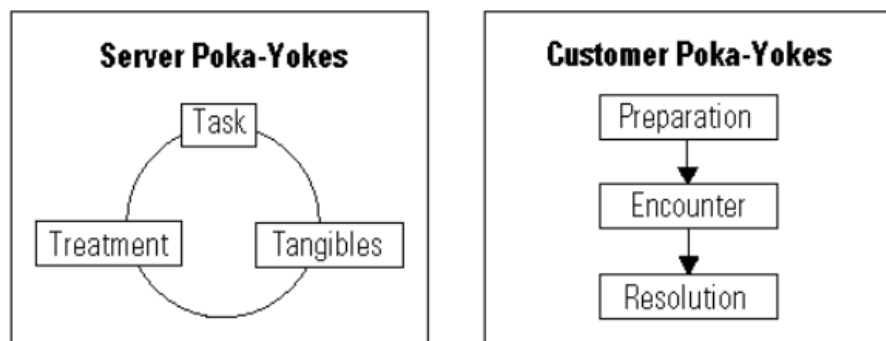 Server Poka-Yokes
Task
Treatment
Tangibles
Customer Poka-Yokes
Preparation
Encounter
Resolution